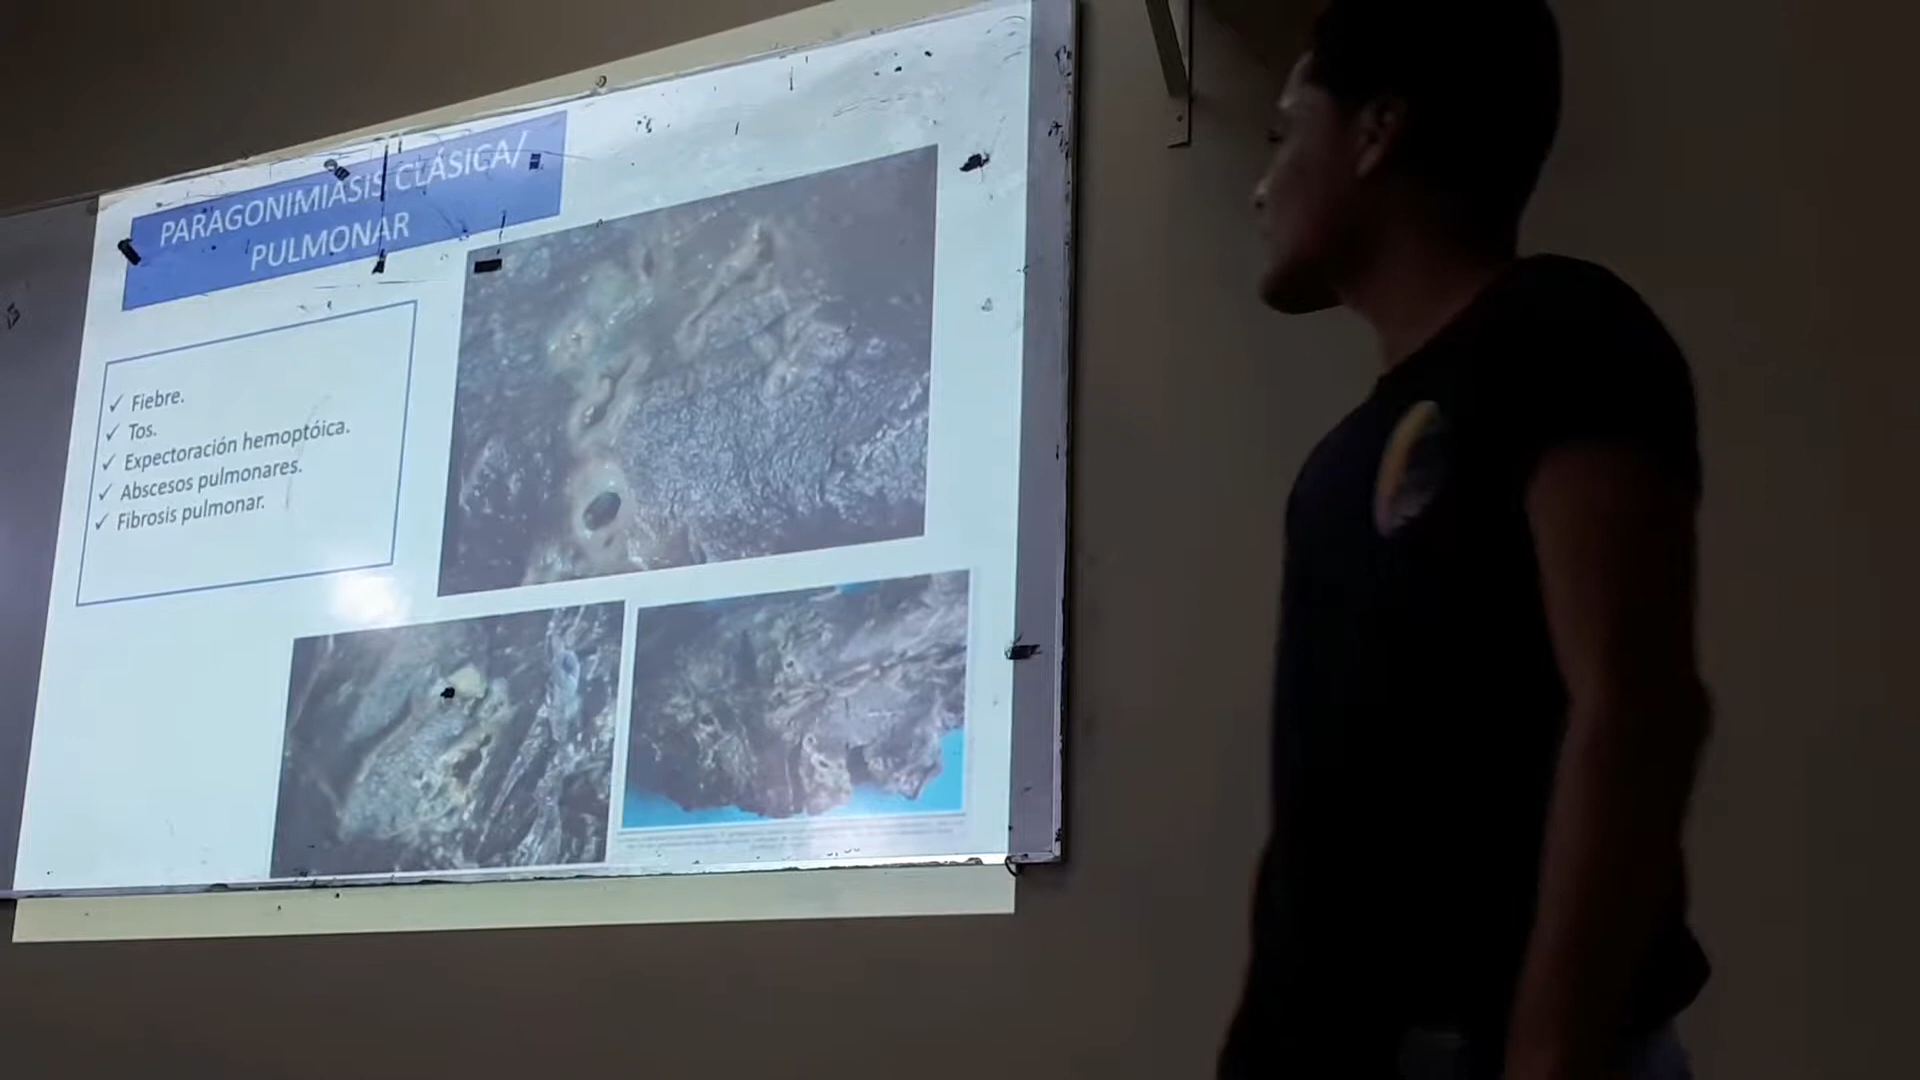 PARAGONIMIASIS CLÁSICA/
PULMONAR
✓ Fiebre.
✓ Tos.
✓ Expectoración hemoptóica.
✓ Abscesos pulmonares.
✓ Fibrosis pulmonar.